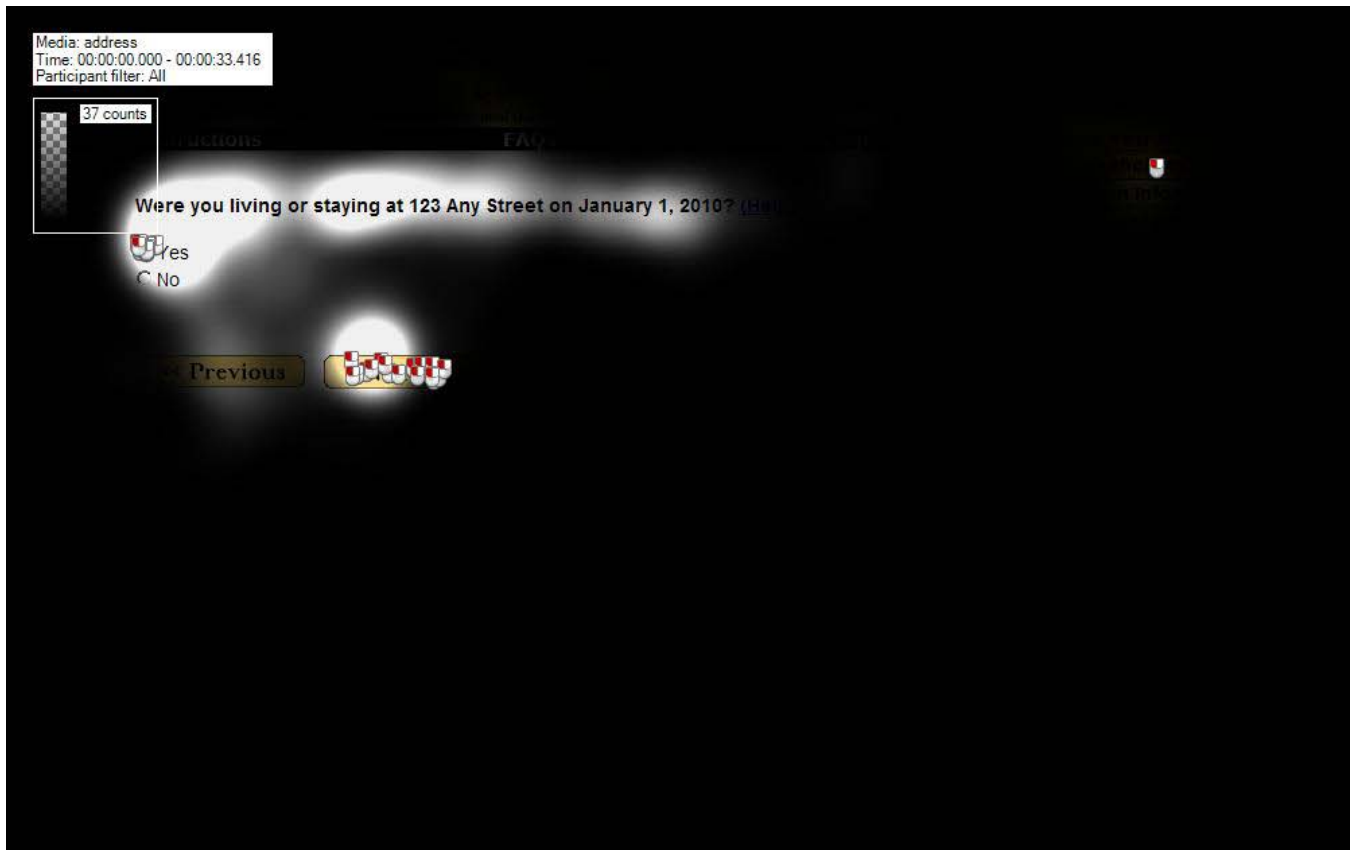 Media: address
Time: 00:00:00.000 - 00:00:33.416
Participant filter: All
37 counts
Were you living or staying at 123 Any Street on January 1, 2010?
Yes
No
Previous